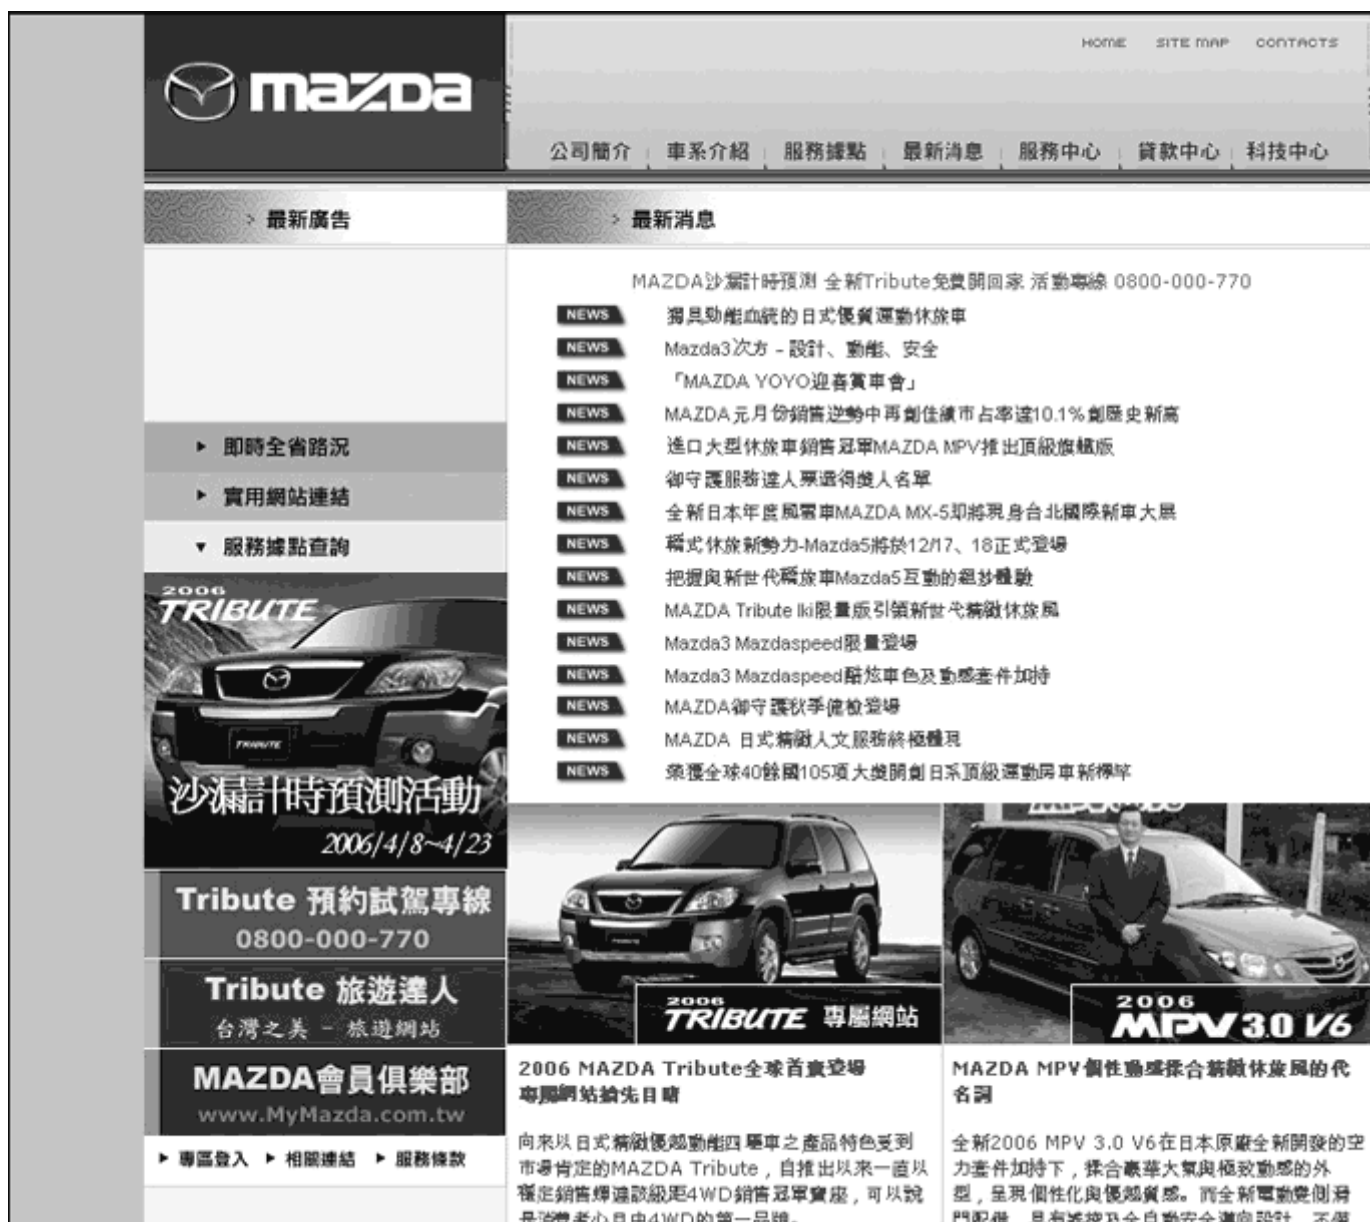 mazda
HOME SITE MAP CONTACTS
公司簡介 車系介紹 服務據點 最新消息 服務中心 貸款中心 科技中心
> 最新廣告
> 最新消息
MAZDA沙漏計時預測 全新Tribute免費開回家 活動專線 0800-000-770
NEWS 獨具動能血統的日式優質運動休旅車
NEWS Mazda3次方 - 設計、動能、安全
NEWS 「MAZDA YOYO迎春賞車會」
NEWS MAZDA元月份銷售逆勢中再創佳績市占率達10.1%創歷史新高
NEWS 進口大型休旅車銷售冠軍MAZDA MPV推出頂級旗艦版
NEWS 御守護服務達人票選得獎人名單
NEWS 全新日本年度風雲車MAZDA MX-5即將現身台北國際新車大展
NEWS 轎式休旅新勢力-Mazda5將於12/17、18正式登場
NEWS 把握與新世代轎旅車Mazda5互動的絕妙體驗
NEWS MAZDA Tribute Iki限量版引領新世代精緻休旅風
NEWS Mazda3 Mazdaspeed限量登場
NEWS Mazda3 Mazdaspeed酷炫車色及動感套件加持
NEWS MAZDA御守護秋季健檢登場
NEWS MAZDA 日式精緻人文服務終極體現
NEWS 榮獲全球40餘國105項大獎開創日系頂級運動房車新標竿
即時全省路況
實用網站連結
服務據點查詢
2006
TRIBUTE
TRIBUTE
沙漏計時預測活動
2006/4/8~4/23
Tribute 預約試駕專線
0800-000-770
Tribute 旅遊達人
台灣之美 - 旅遊網站
MAZDA會員俱樂部
www.MyMazda.com.tw
專區登入 相關連結 服務條款
2006
TRIBUTE 專屬網站
2006 MAZDA Tribute全球首賣登場
專屬網站搶先目睹
向來以日式精緻優越動能四驅車之產品特色受到
市場肯定的MAZDA Tribute，自推出以來一直以
穩定銷售蟬連該級距4WD銷售冠軍寶座，可以說
是消費者心目中4WD的第一品牌。
2006
MPV 3.0 V6
MAZDA MPV個性動感揉合精緻休旅風的代
名詞
全新2006 MPV 3.0 V6在日本原廠全新開發的空
力套件加持下，揉合豪華大氣與極致動感的外
型，呈現個性化與優越質感。而全新電動雙側滑